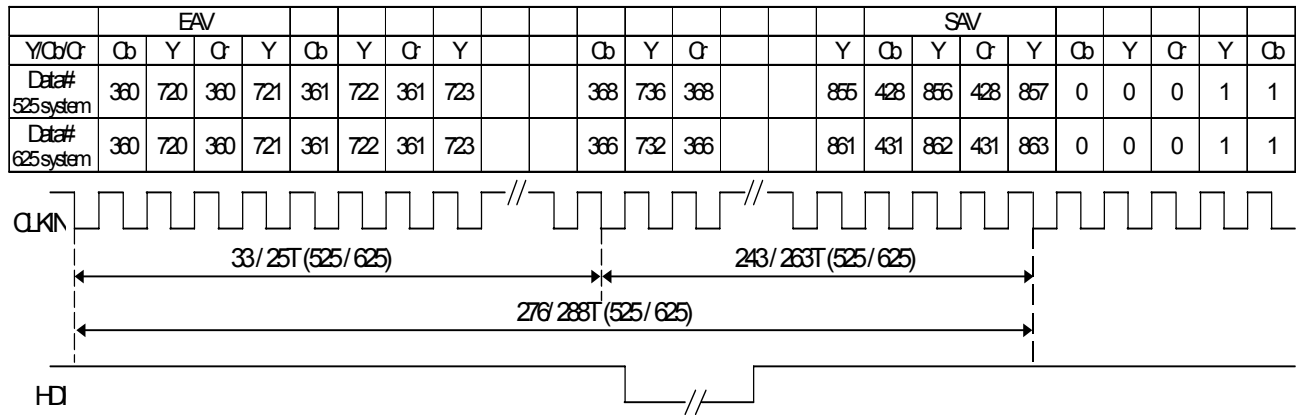 EAV SAV
Y/Cb/Cr Cb Y Cr Y Cb Y Cr Y Cb Y Cr Y Cb Y Cr Y Cb Y Cr Y Cb
Data# 525 system 360 720 360 721 361 722 361 723 368 736 368 855 428 856 428 857 0 0 0 1 1
Data# 625 system 360 720 360 721 361 722 361 723 366 732 366 861 431 862 431 863 0 0 0 1 1
CLKIN
33 / 25T (525 / 625) 243 / 263T (525 / 625)
276/ 288T (525 / 625)
HDI